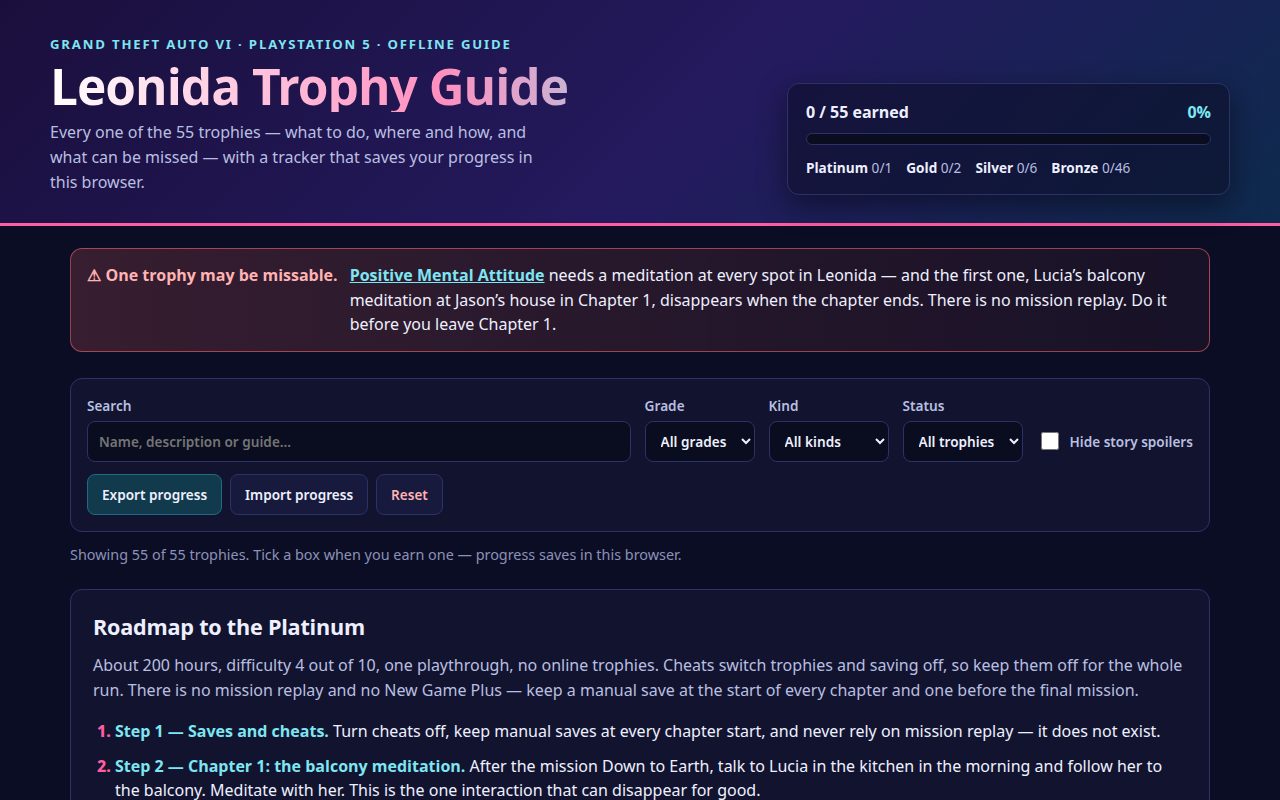 GRAND THEFT AUTO VI · PLAYSTATION 5 · OFFLINE GUIDE
Leonida Trophy Guide
Every one of the 55 trophies — what to do, where and how, and
what can be missed — with a tracker that saves your progress in
this browser.
0 / 55 earned 0%
Platinum 0/1 Gold 0/2 Silver 0/6 Bronze 0/46
⚠ One trophy may be missable. Positive Mental Attitude needs a meditation at every spot in Leonida — and the first one, Lucia’s balcony
meditation at Jason’s house in Chapter 1, disappears when the chapter ends. There is no mission replay. Do it
before you leave Chapter 1.
Search Grade Kind Status
Name, description or guide... All grades All kinds All trophies Hide story spoilers
Export progress Import progress Reset
Showing 55 of 55 trophies. Tick a box when you earn one — progress saves in this browser.
Roadmap to the Platinum
About 200 hours, difficulty 4 out of 10, one playthrough, no online trophies. Cheats switch trophies and saving off, so keep them off for the whole
run. There is no mission replay and no New Game Plus — keep a manual save at the start of every chapter and one before the final mission.
1. Step 1 — Saves and cheats. Turn cheats off, keep manual saves at every chapter start, and never rely on mission replay — it does not exist.
2. Step 2 — Chapter 1: the balcony meditation. After the mission Down to Earth, talk to Lucia in the kitchen in the morning and follow her to
the balcony. Meditate with her. This is the one interaction that can disappear for good.